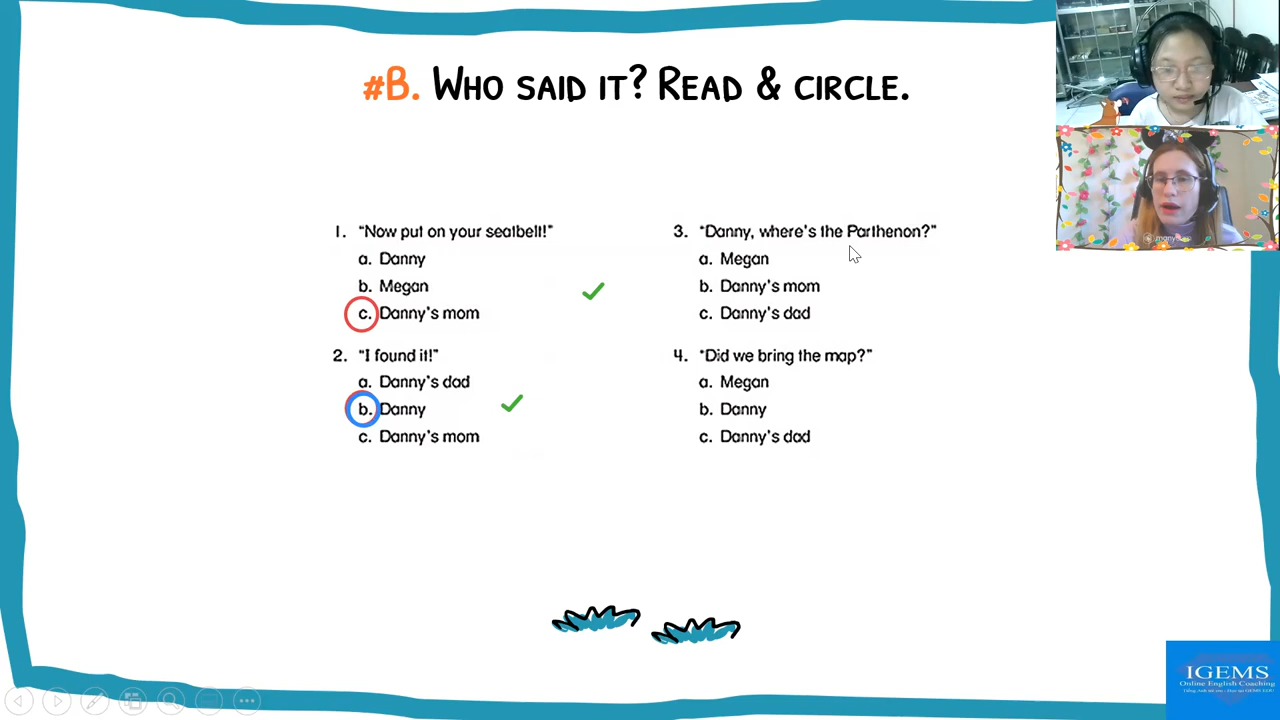 #B. WHO SAID IT? READ & CIRCLE.
1. “Now put on your seatbelt!”
a. Danny
b. Megan
c. Danny's mom
2. “I found it!”
a. Danny's dad
b. Danny
c. Danny's mom
3. “Danny, where's the Parthenon?”
a. Megan
b. Danny's mom
c. Danny's dad
4. “Did we bring the map?”
a. Megan
b. Danny
c. Danny's dad
IGEMS
Online English Coaching